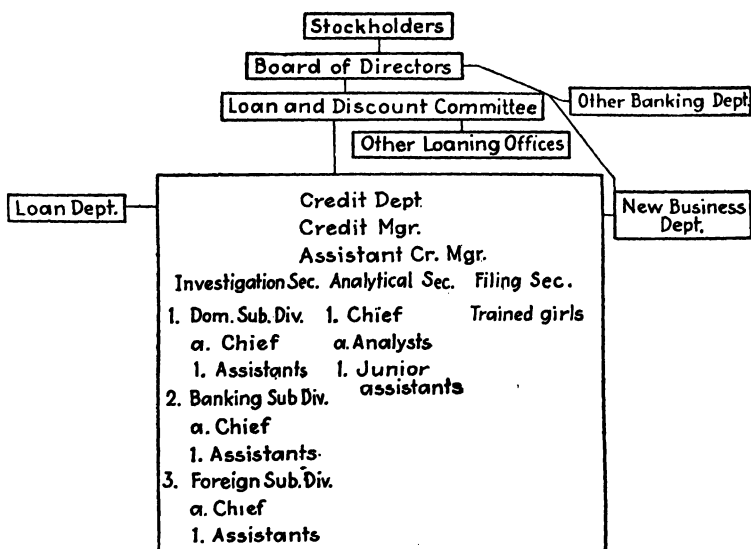 Stockholders
Board of Directors
Loan and Discount Committee
Other Banking Dept.
Other Loaning Offices
Loan Dept.
New Business
Dept.
Credit Dept
Credit Mgr.
Assistant Cr. Mgr.
Investigation Sec. Analytical Sec. Filing Sec.
1. Dom. Sub. Div. 1. Chief Trained girls
a. Chief a. Analysts
1. Assistants 1. Junior
assistants
2. Banking Sub Div.
a. Chief
1. Assistants.
3. Foreign Sub. Div.
a. Chief
1. Assistants